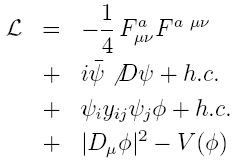 ℒ = −1/4 F^a_{μν} F^{a μν}
+ iψ̄ D̸ψ + h.c.
+ ψ_i y_{ij} ψ_j ϕ + h.c.
+ |D_μ ϕ|² − V(ϕ)